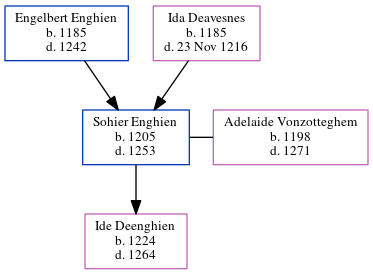 Engelbert Enghien
b. 1185
d. 1242
Ida Deavesnes
b. 1185
d. 23 Nov 1216
Sohier Enghien
b. 1205
d. 1253
Adelaide Vonzotteghem
b. 1198
d. 1271
Ide Deenghien
b. 1224
d. 1264